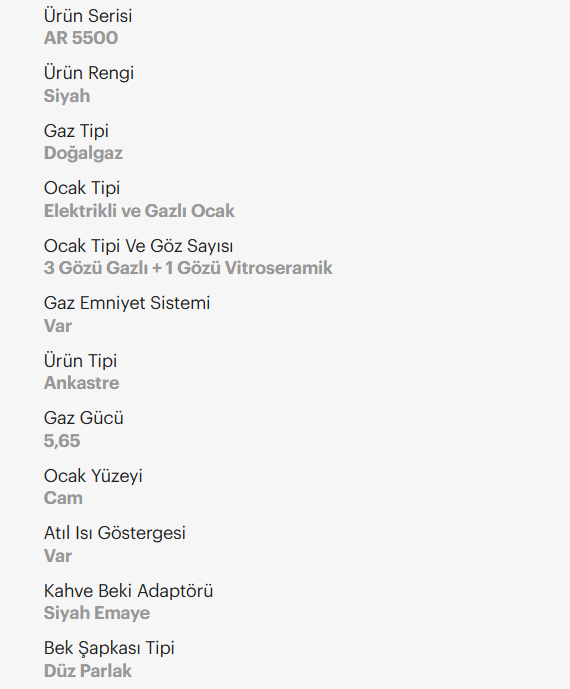 Ürün Serisi
AR 5500
Ürün Rengi
Siyah
Gaz Tipi
Doğalgaz
Ocak Tipi
Elektrikli ve Gazlı Ocak
Ocak Tipi Ve Göz Sayısı
3 Gözü Gazlı + 1 Gözü Vitroseramik
Gaz Emniyet Sistemi
Var
Ürün Tipi
Ankastre
Gaz Gücü
5,65
Ocak Yüzeyi
Cam
Atıl Isı Göstergesi
Var
Kahve Beki Adaptörü
Siyah Emaye
Bek Şapkası Tipi
Düz Parlak